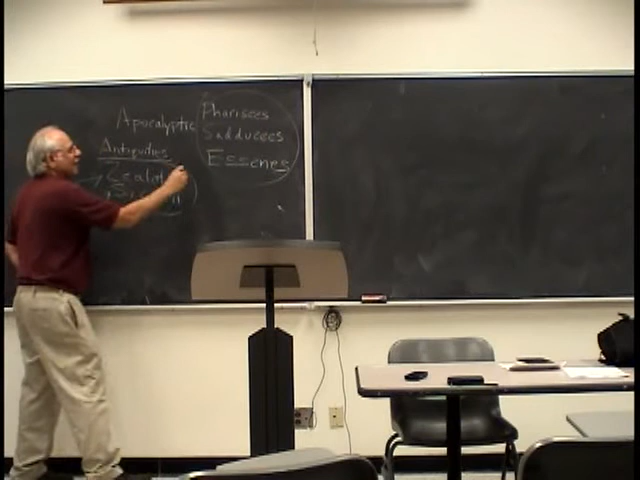 Apocalyptic
Pharisees
Sadducees
Essenes
Antiquities